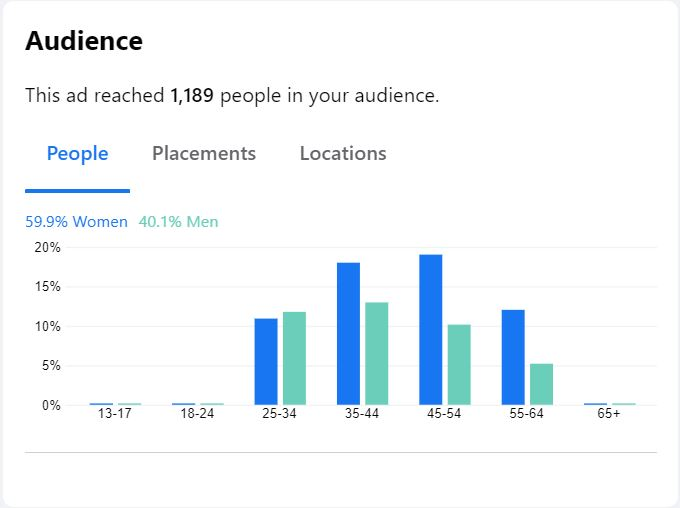 Audience
This ad reached 1,189 people in your audience.
People Placements Locations
59.9% Women 40.1% Men
20%
15%
10%
5%
0%
13-17 18-24 25-34 35-44 45-54 55-64 65+